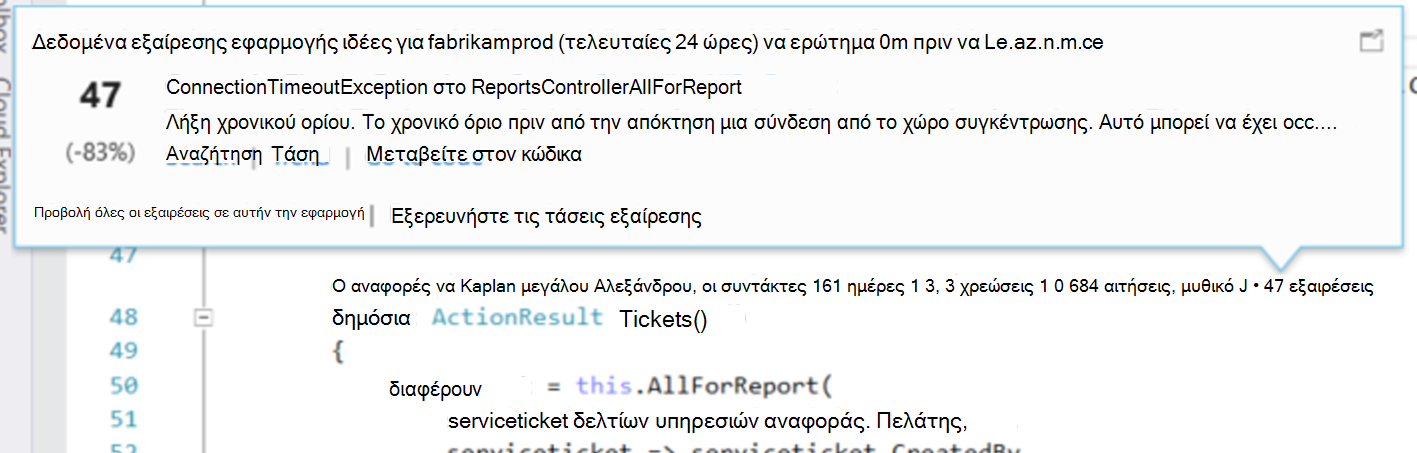 Δεδομένα εξαίρεσης εφαρμογής ιδέες για fabrikamprod (τελευταίες 24 ώρες) να ερώτημα 0m πριν να Le.az.n.m.ce
47 ConnectionTimeoutException στο ReportsControllerAllForReport
Λήξη χρονικού ορίου. Το χρονικό όριο πριν από την απόκτηση μια σύνδεση από το χώρο συγκέντρωσης. Αυτό μπορεί να έχει occ....
(-83%) Αναζήτηση Τάση | Μεταβείτε στον κώδικα
Προβολή όλες οι εξαιρέσεις σε αυτήν την εφαρμογή | Εξερευνήστε τις τάσεις εξαίρεσης
Cloud Explorer
47
Ο αναφορές να Kaplan μεγάλου Αλεξάνδρου, οι συντάκτες 161 ημέρες 1 3, 3 χρεώσεις 1 0 684 αιτήσεις, μυθικό J • 47 εξαιρέσεις
48 δημόσια ActionResult Tickets()
49 {
50 διαφέρουν = this.AllForReport(
51 serviceticket δελτίων υπηρεσιών αναφοράς. Πελάτης,
52 serviceticket => serviceticket.CreatedBy